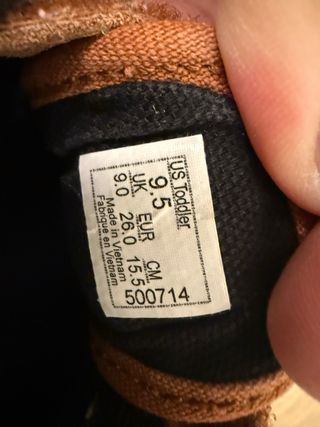 US Toddler
9.5
UK EUR CM
9.0 26.0 15.5
Made in Vietnam
Fabriqué en Vietnam
500714